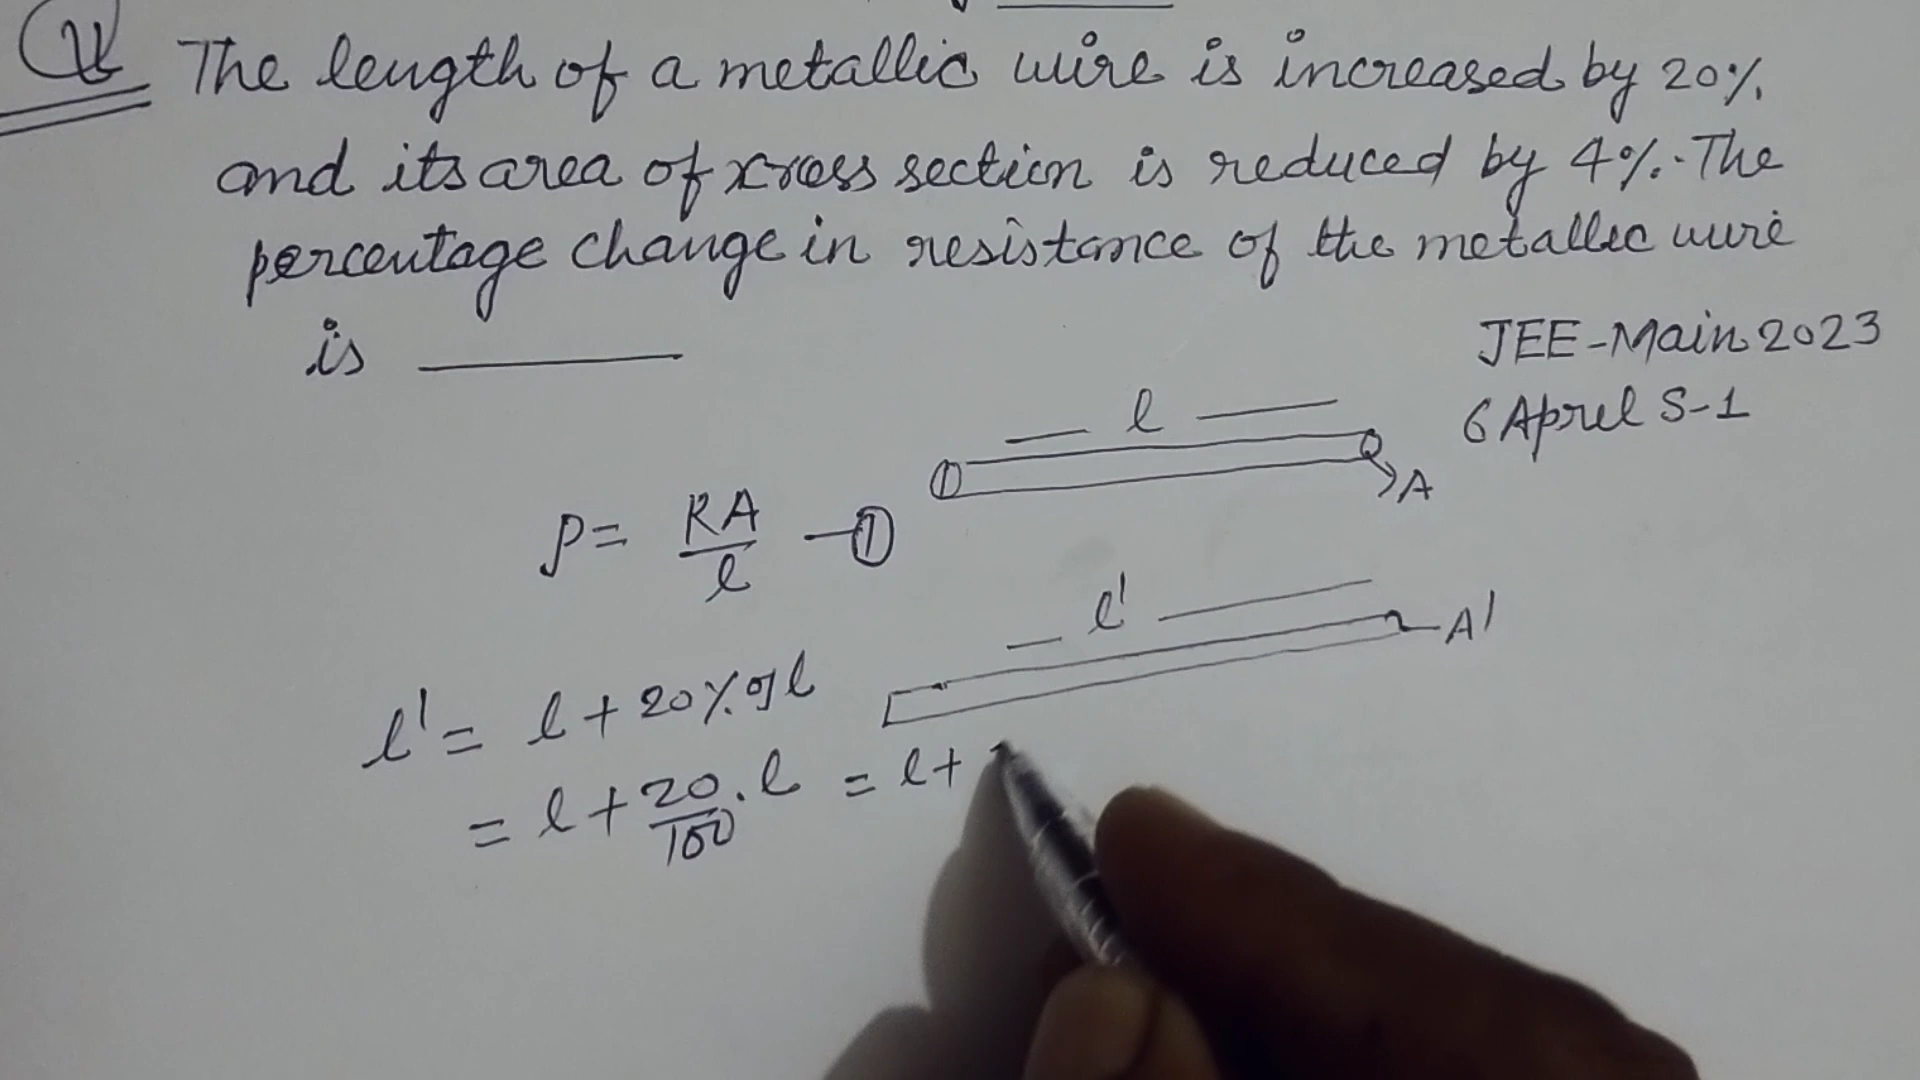 The length of a metallic wire is increased by 20%
and its area of xross section is reduced by 4%. The
percentage change in resistance of the metallic wire
is
JEE-Main 2023
6 April S-1
l
A
ρ = RA/l — ①
l'
A'
l' = l + 20% of l
= l + 20/100 . l = l +